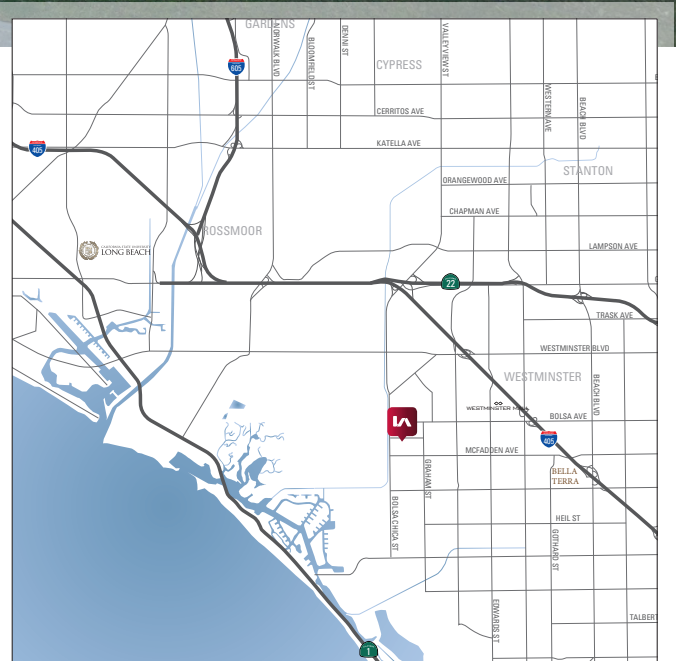 GARDENS
NORWALK BLVD
BLOOMFIELD ST
DENNI ST
VALLEY VIEW ST
605
CYPRESS
WESTERN AVE
BEACH BLVD
CERRITOS AVE
405
KATELLA AVE
STANTON
ORANGEWOOD AVE
CHAPMAN AVE
ROSSMOOR
CALIFORNIA STATE UNIVERSITY
LONG BEACH
LAMPSON AVE
22
TRASK AVE
WESTMINSTER BLVD
WESTMINSTER
BEACH BLVD
WESTMINSTER MALL
BOLSA AVE
405
MCFADDEN AVE
GRAHAM ST
BELLA
TERRA
BOLSA CHICA ST
HEIL ST
GOTHARD ST
EDWARDS ST
TALBERT
1